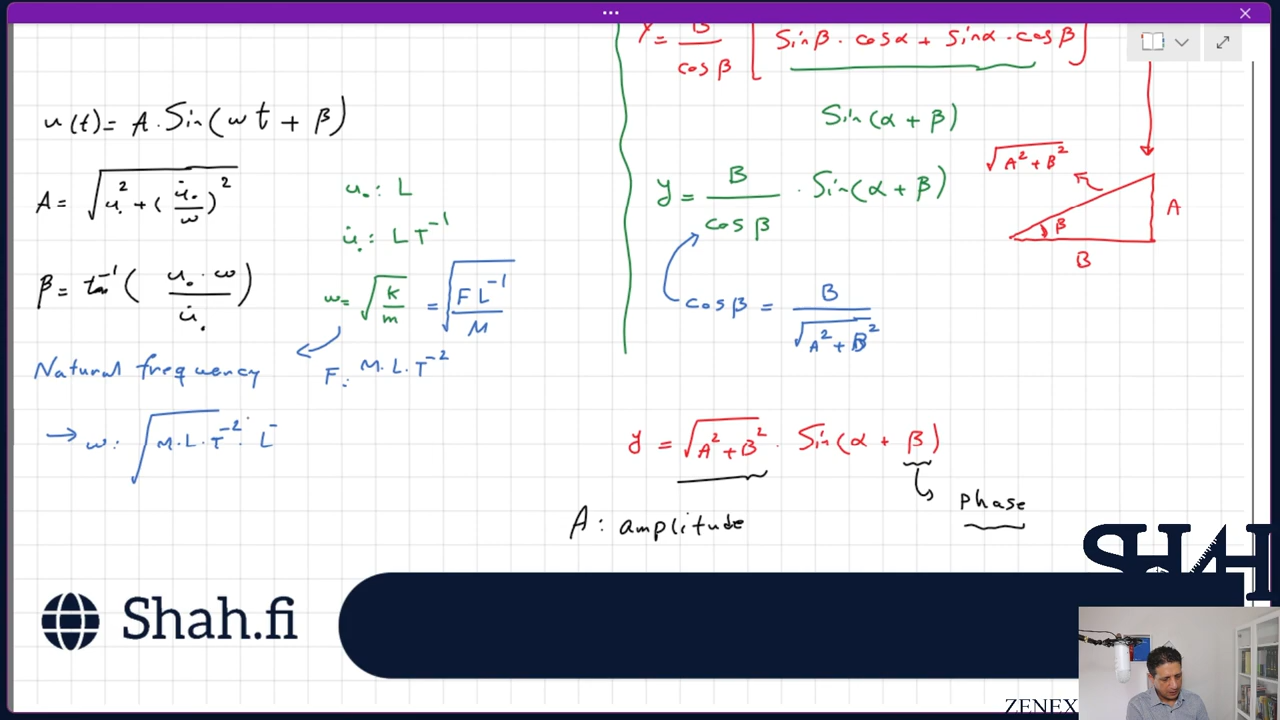 u(t) = A . Sin(ωt + β)
A = √(u₀² + (u̇₀/ω)²)
β = tan⁻¹(u₀ · ω / u̇₀)
Natural frequency
→ ω : √(M.L.T⁻² · L⁻
u₀ : L
u̇₀ : L T⁻¹
ω = √(k/m) = √(F L⁻¹ / M)
F : M.L.T⁻²
Y = B/cos β [ Sin β . cos α + Sin α . cos β ]
Sin(α + β)
y = B/cos β . Sin(α + β)
cos β = B/√(A² + B²)
√(A² + B²)
A
β
B
y = √(A² + B²) . Sin(α + β)
phase
A : amplitude
Shah.fi
SHAH
ZENEX